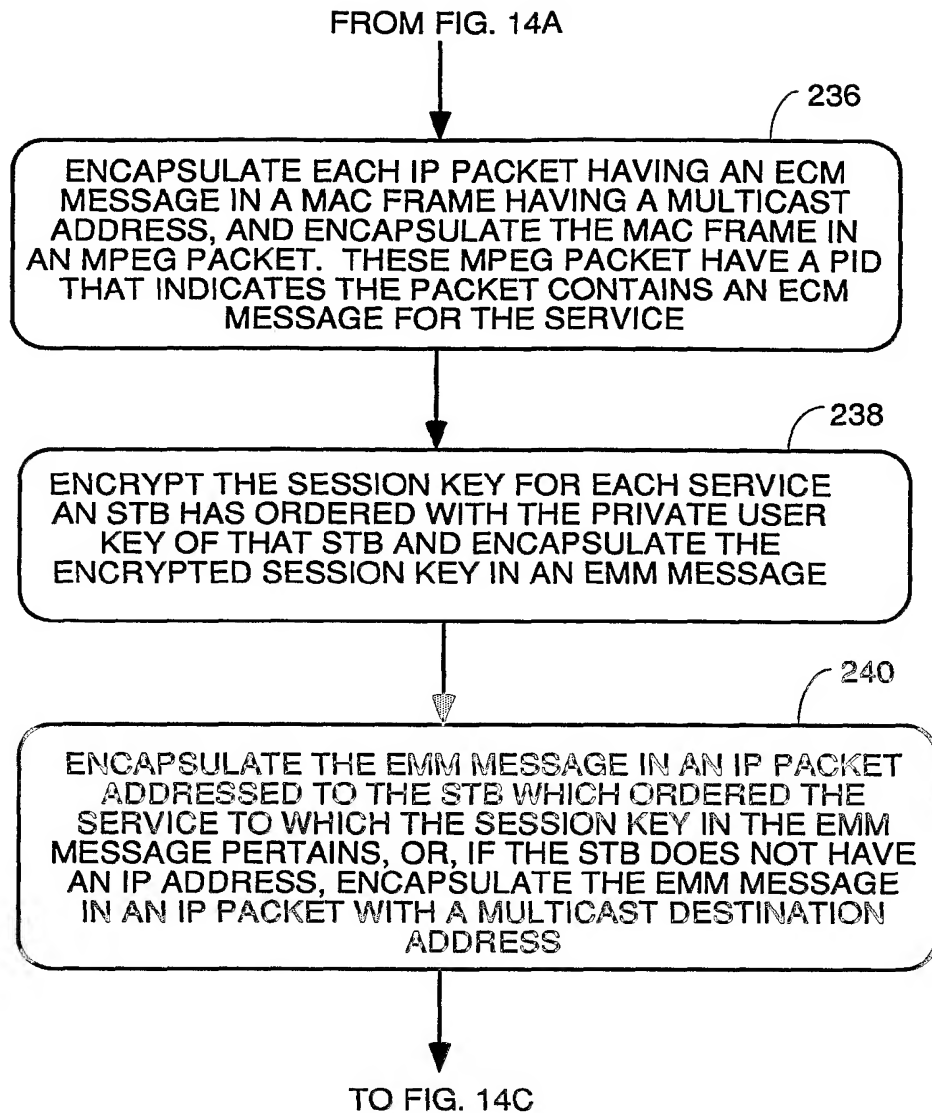 FROM FIG. 14A
236
ENCAPSULATE EACH IP PACKET HAVING AN ECM
MESSAGE IN A MAC FRAME HAVING A MULTICAST
ADDRESS, AND ENCAPSULATE THE MAC FRAME IN
AN MPEG PACKET. THESE MPEG PACKET HAVE A PID
THAT INDICATES THE PACKET CONTAINS AN ECM
MESSAGE FOR THE SERVICE
238
ENCRYPT THE SESSION KEY FOR EACH SERVICE
AN STB HAS ORDERED WITH THE PRIVATE USER
KEY OF THAT STB AND ENCAPSULATE THE
ENCRYPTED SESSION KEY IN AN EMM MESSAGE
240
ENCAPSULATE THE EMM MESSAGE IN AN IP PACKET
ADDRESSED TO THE STB WHICH ORDERED THE
SERVICE TO WHICH THE SESSION KEY IN THE EMM
MESSAGE PERTAINS, OR, IF THE STB DOES NOT HAVE
AN IP ADDRESS, ENCAPSULATE THE EMM MESSAGE
IN AN IP PACKET WITH A MULTICAST DESTINATION
ADDRESS
TO FIG. 14C